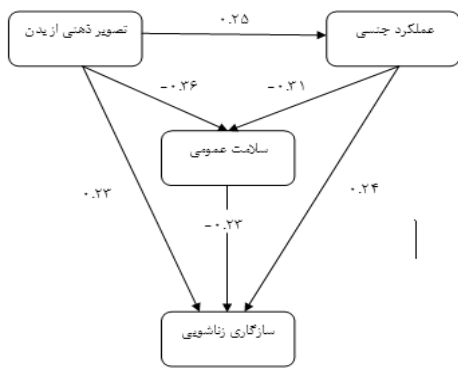 تصویر ذهنی از بدن
۰.۲۵
عملکرد جنسی
-۰.۳۶
-۰.۳۱
سلامت عمومی
۰.۲۳
-۰.۲۳
۰.۲۴
سازگاری زناشویی